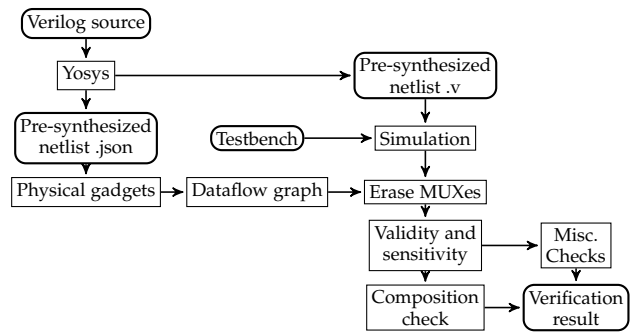 Verilog source
Yosys
Pre-synthesized
netlist .v
Pre-synthesized
netlist .json
Testbench
Simulation
Physical gadgets
Dataflow graph
Erase MUXes
Validity and
sensitivity
Misc.
Checks
Composition
check
Verification
result